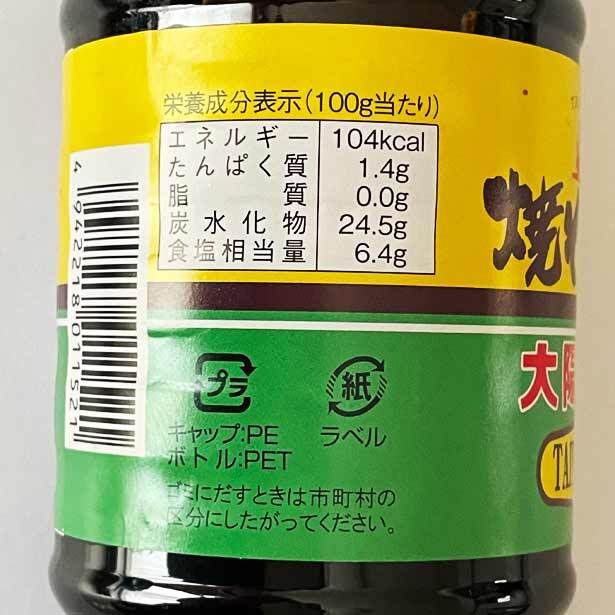 栄養成分表示(100g当たり)
エネルギー 104kcal
たんぱく質 1.4g
脂質 0.0g
炭水化物 24.5g
食塩相当量 6.4g
4942218011521
焼そ
大阪
プラ
紙
キャップ:PE
ボトル:PET
ラベル
ゴミにだすときは市町村の
区分にしたがってください。